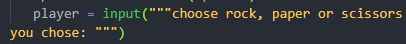 player = input("""choose rock, paper or scissors
you chose: """)